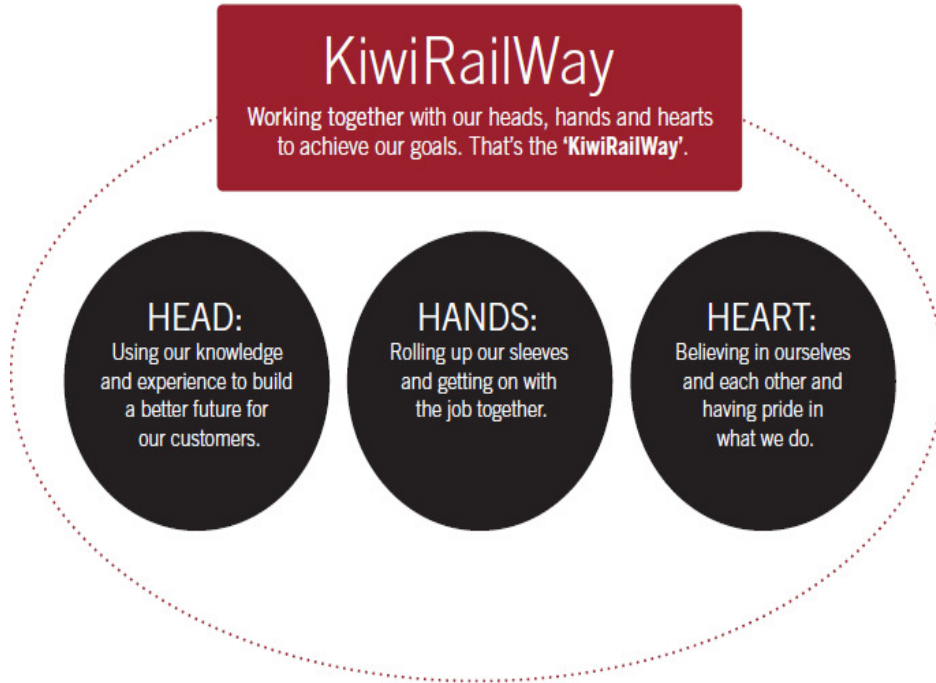 KiwiRailWay
Working together with our heads, hands and hearts
to achieve our goals. That's the ‘KiwiRailWay’.
HEAD:
Using our knowledge
and experience to build
a better future for
our customers.
HANDS:
Rolling up our sleeves
and getting on with
the job together.
HEART:
Believing in ourselves
and each other and
having pride in
what we do.